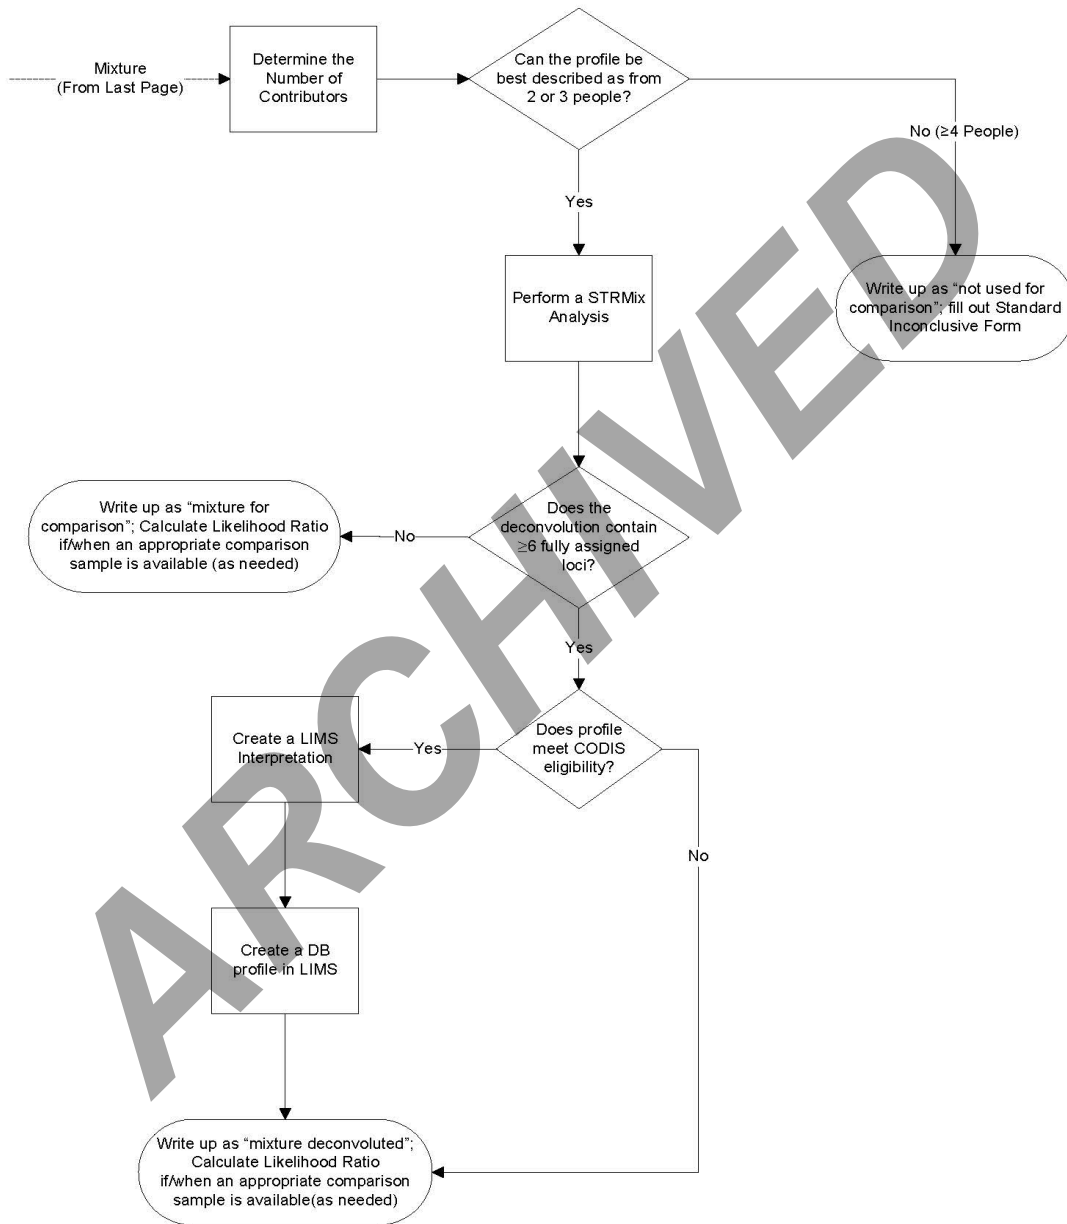 Mixture
(From Last Page)
Determine the
Number of
Contributors
Can the profile be
best described as from
2 or 3 people?
No (≥4 People)
Yes
Perform a STRMix
Analysis
Write up as “not used for
comparison”; fill out Standard
Inconclusive Form
Does the
deconvolution contain
≥6 fully assigned
loci?
No
Write up as “mixture for
comparison”; Calculate Likelihood Ratio
if/when an appropriate comparison
sample is available (as needed)
Yes
Does profile
meet CODIS
eligibility?
Yes
Create a LIMS
Interpretation
No
Create a DB
profile in LIMS
Write up as “mixture deconvoluted”;
Calculate Likelihood Ratio
if/when an appropriate comparison
sample is available(as needed)
ARCHIVED